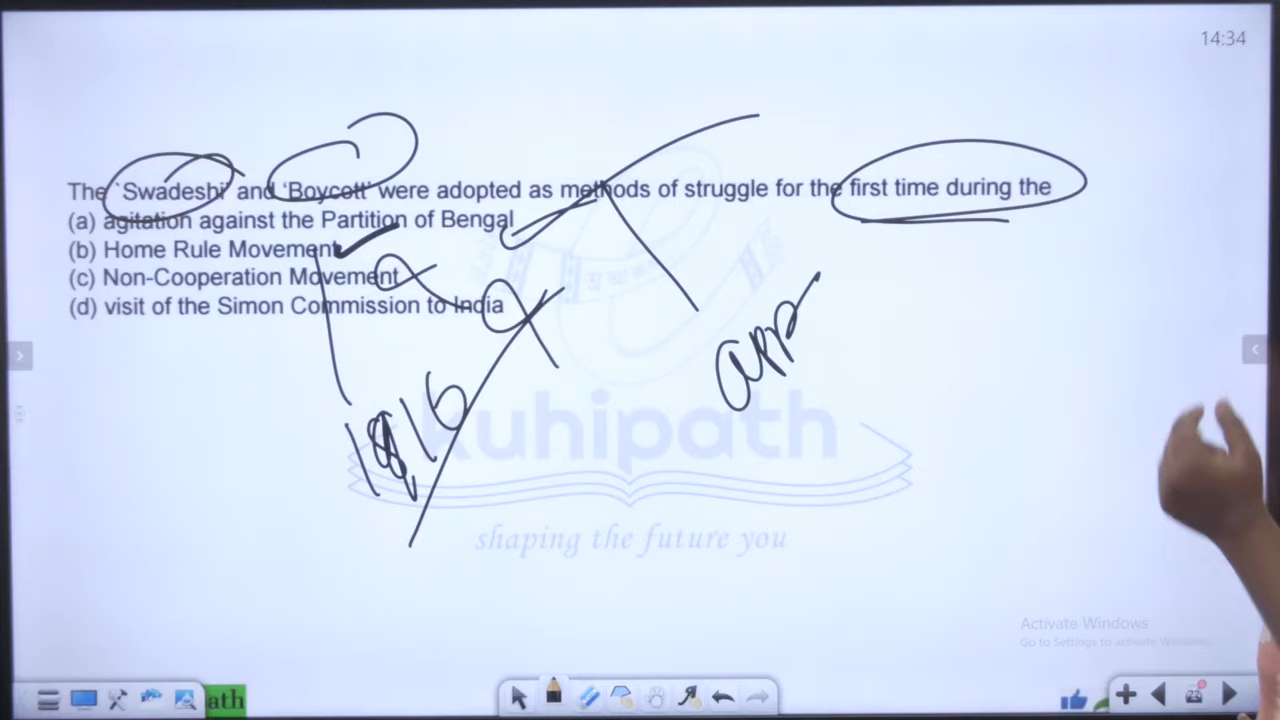 14:34
The `Swadeshi' and 'Boycott' were adopted as methods of struggle for the first time during the
(a) agitation against the Partition of Bengal
(b) Home Rule Movement
(c) Non-Cooperation Movement
(d) visit of the Simon Commission to India
app
1916
kuhipath
shaping the future you
Activate Windows
Go to Settings to activate Windows.
ath
23